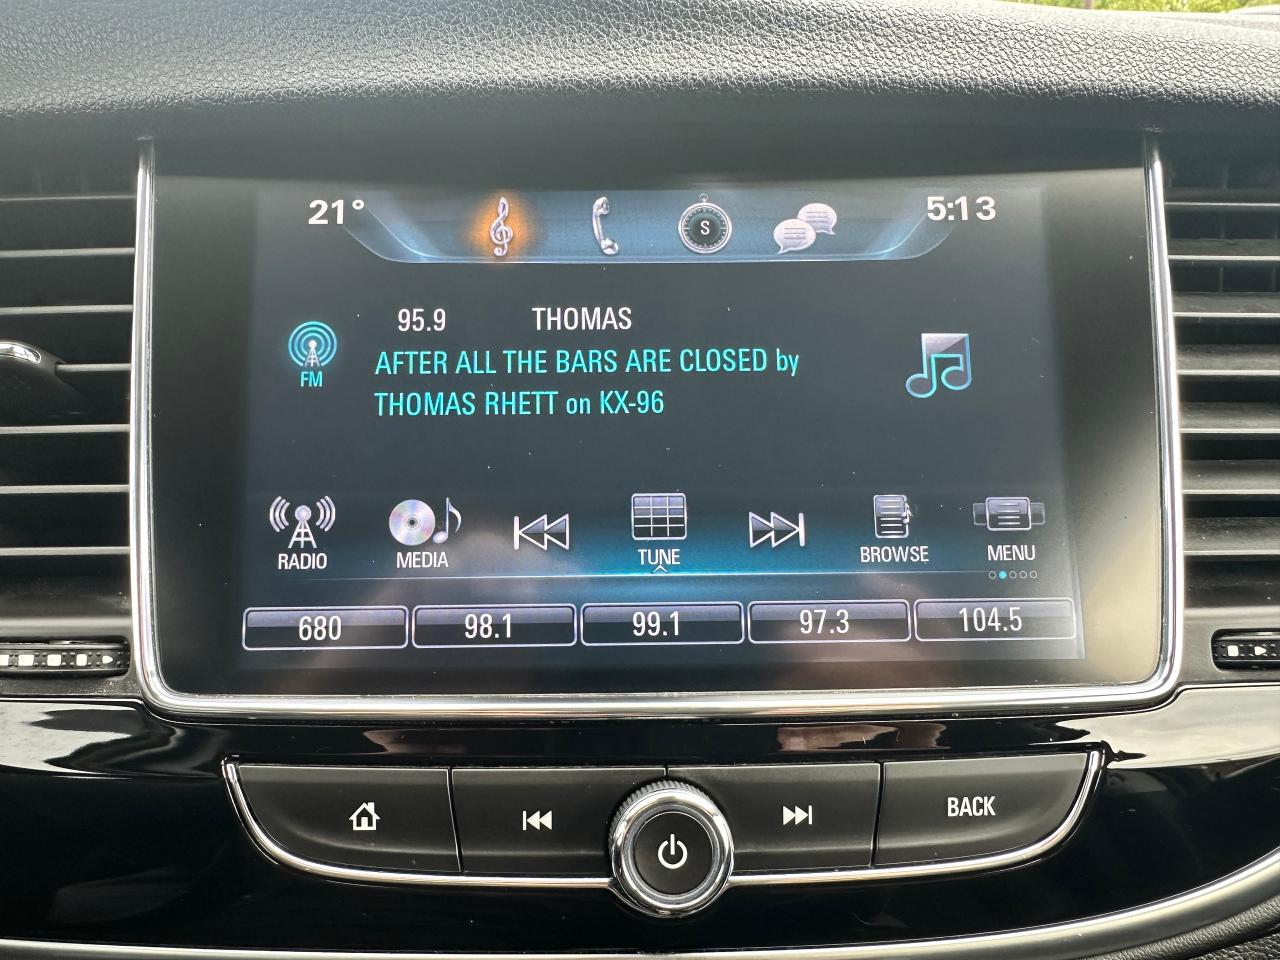 21° 5:13
S
95.9 THOMAS
FM
AFTER ALL THE BARS ARE CLOSED by
THOMAS RHETT on KX-96
RADIO MEDIA TUNE BROWSE MENU
680 98.1 99.1 97.3 104.5
BACK